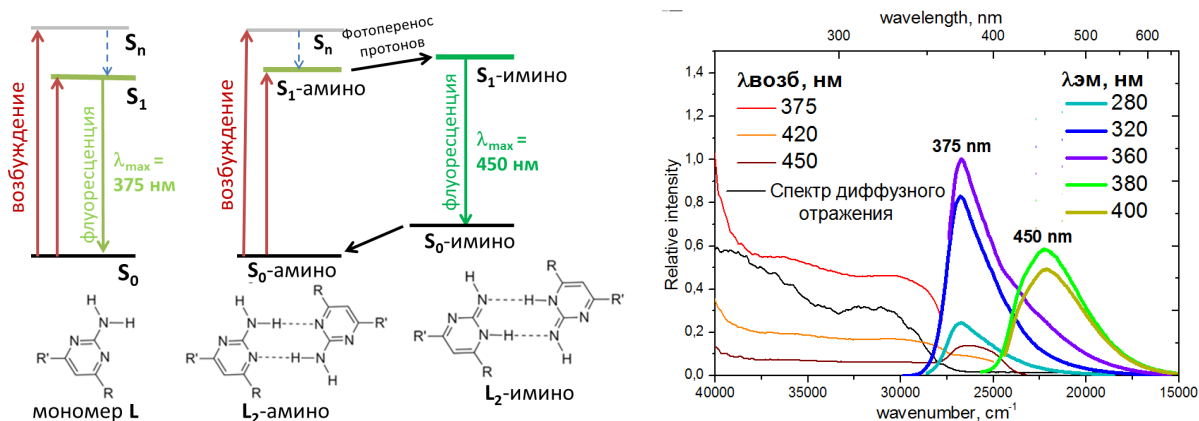 возбуждение
Sn
S1
флуоресценция
λmax =
375 нм
S0
H
N
H
N
N
R'
R
мономер L
возбуждение
Sn
S1-амино
Фотоперенос
протонов
S1-имино
флуоресценция
λmax =
450 нм
S0-имино
S0-амино
H
N
H
N
N
R'
R
R
N
N
R'
H
N
H
L2-амино
H
N
N
N
H
R'
R
R
H
N
N
R'
N
H
L2-имино
wavelength, nm
300
400
500
600
λвозб, нм
375
420
450
Спектр диффузного
отражения
λэм, нм
280
320
360
380
400
375 nm
450 nm
Relative intensity
1,4
1,2
1,0
0,8
0,6
0,4
0,2
0,0
40000
35000
30000
25000
20000
15000
wavenumber, cm-1